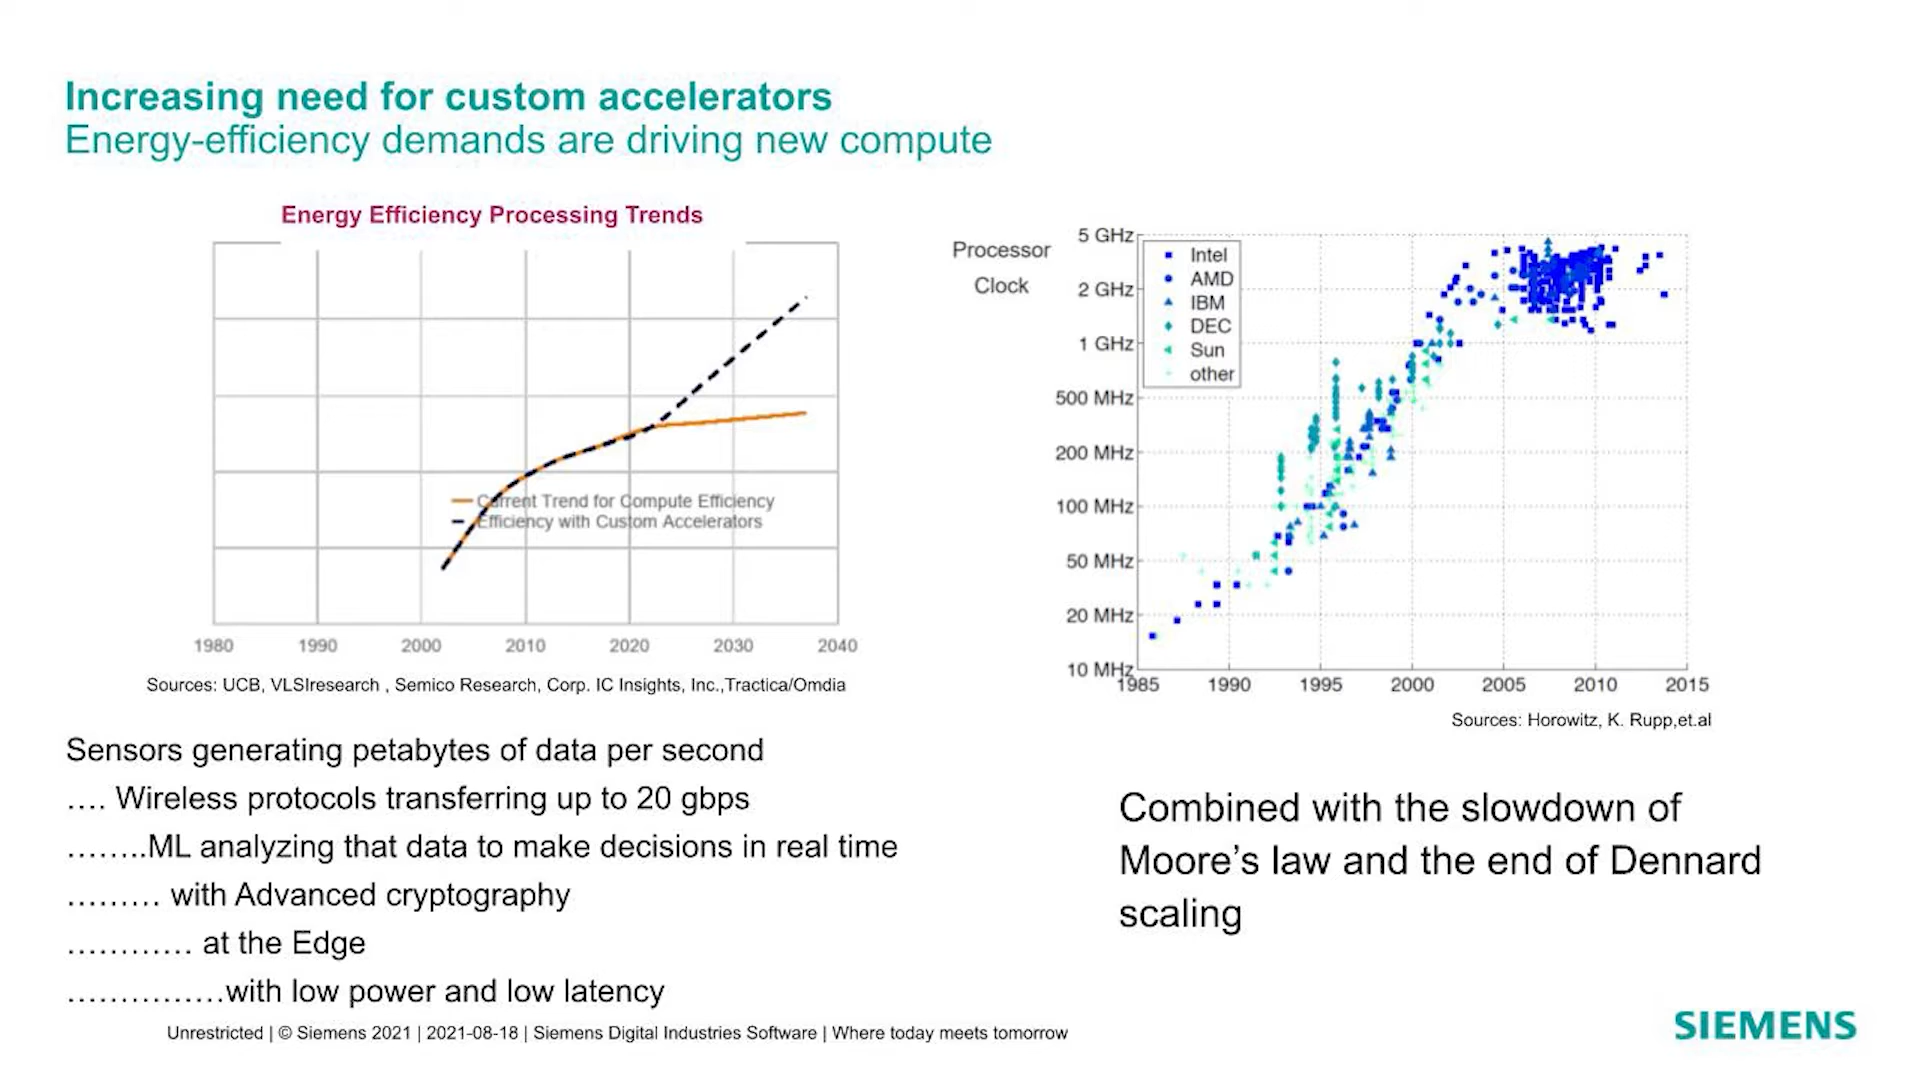 Increasing need for custom accelerators
Energy-efficiency demands are driving new compute
Energy Efficiency Processing Trends
Current Trend for Compute Efficiency
Efficiency with Custom Accelerators
1980 1990 2000 2010 2020 2030 2040
Sources: UCB, VLSIresearch , Semico Research, Corp. IC Insights, Inc.,Tractica/Omdia
Processor
Clock
5 GHz
2 GHz
1 GHz
500 MHz
200 MHz
100 MHz
50 MHz
20 MHz
10 MHz
Intel
AMD
IBM
DEC
Sun
other
1985 1990 1995 2000 2005 2010 2015
Sources: Horowitz, K. Rupp,et.al
Sensors generating petabytes of data per second
…. Wireless protocols transferring up to 20 gbps
……..ML analyzing that data to make decisions in real time
……… with Advanced cryptography
………… at the Edge
……………with low power and low latency
Combined with the slowdown of
Moore’s law and the end of Dennard
scaling
Unrestricted | © Siemens 2021 | 2021-08-18 | Siemens Digital Industries Software | Where today meets tomorrow
SIEMENS